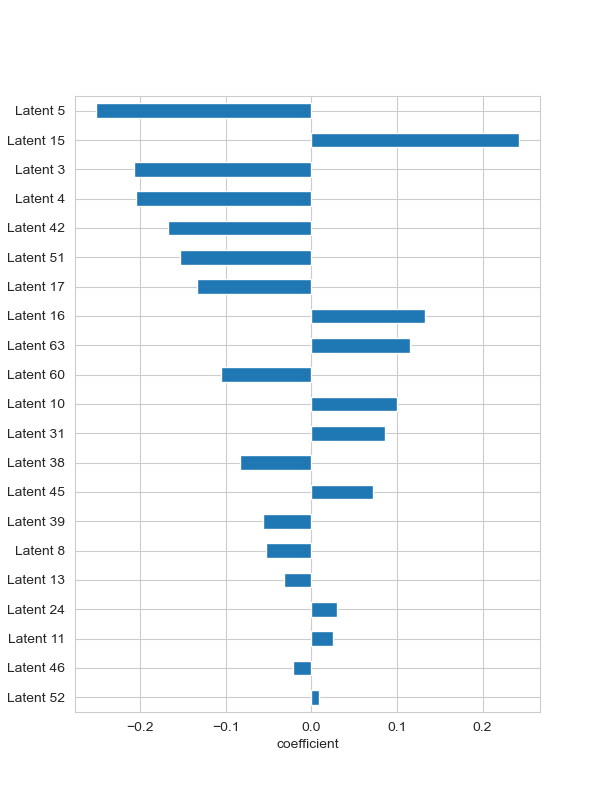 Latent 5
Latent 15
Latent 3
Latent 4
Latent 42
Latent 51
Latent 17
Latent 16
Latent 63
Latent 60
Latent 10
Latent 31
Latent 38
Latent 45
Latent 39
Latent 8
Latent 13
Latent 24
Latent 11
Latent 46
Latent 52
−0.2 −0.1 0.0 0.1 0.2
coefficient